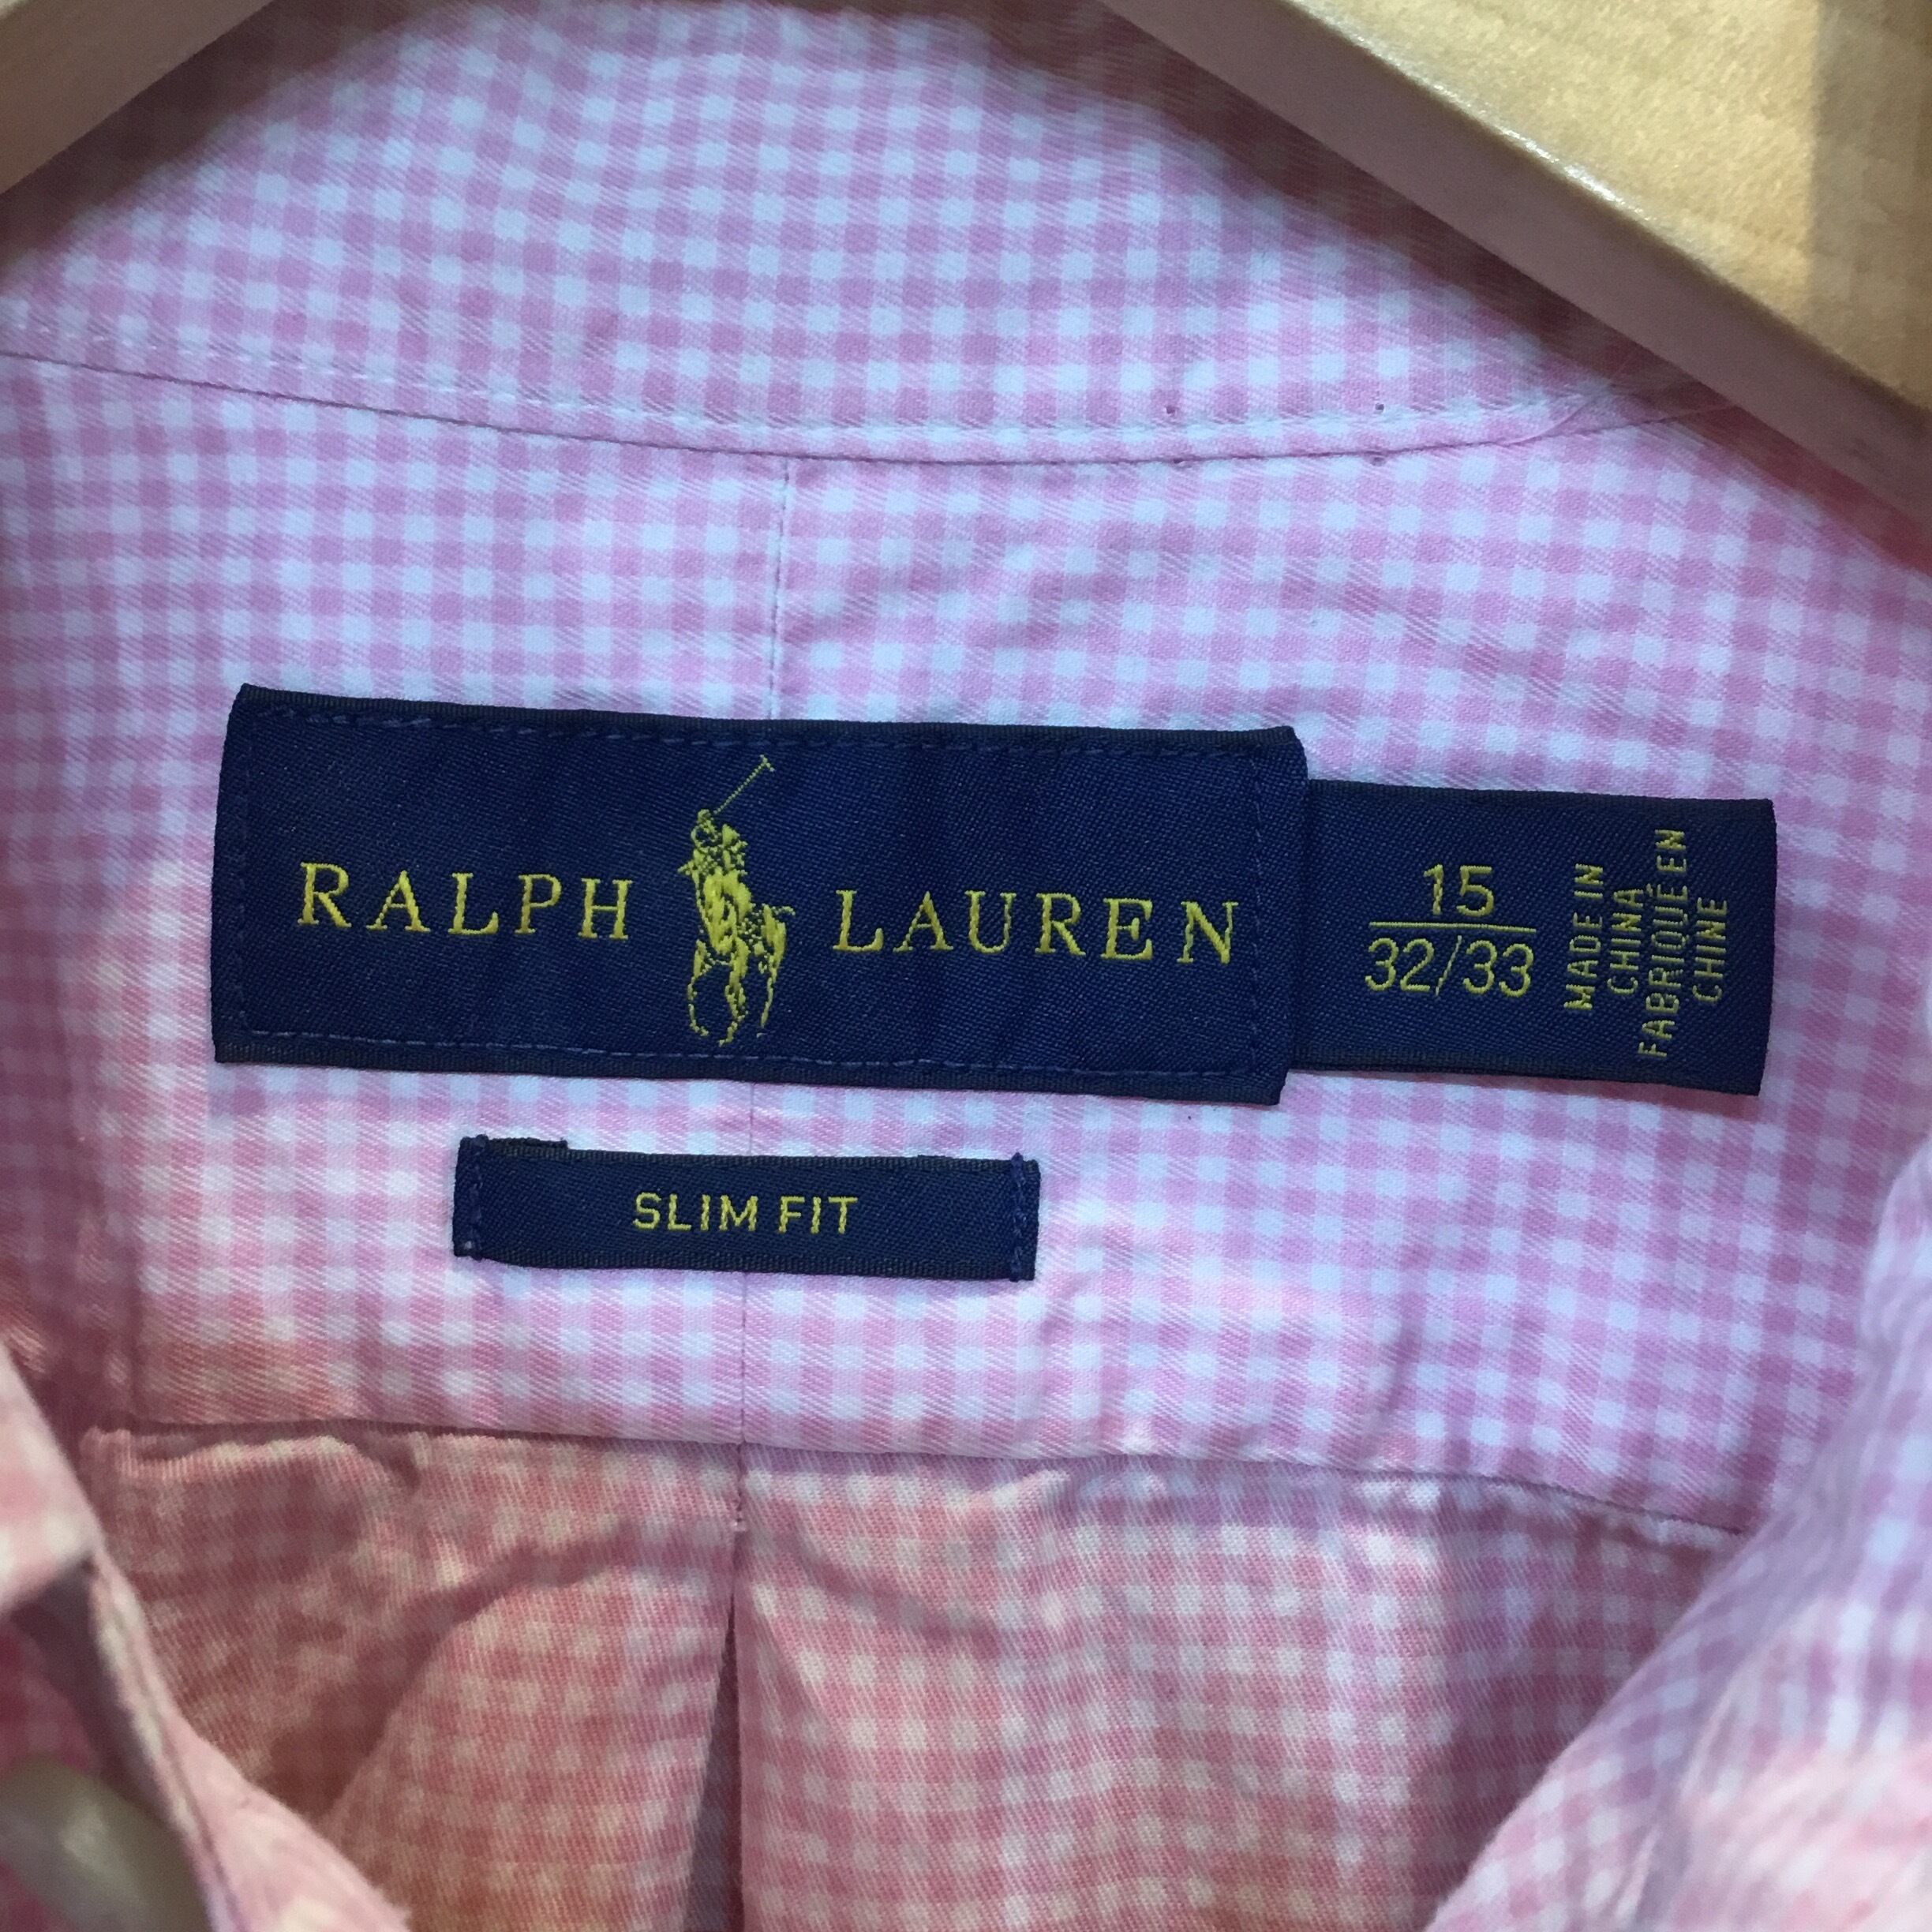 RALPH LAUREN
15
32/33
MADE IN
CHINA
FABRIQUÉ EN
CHINE
SLIM FIT